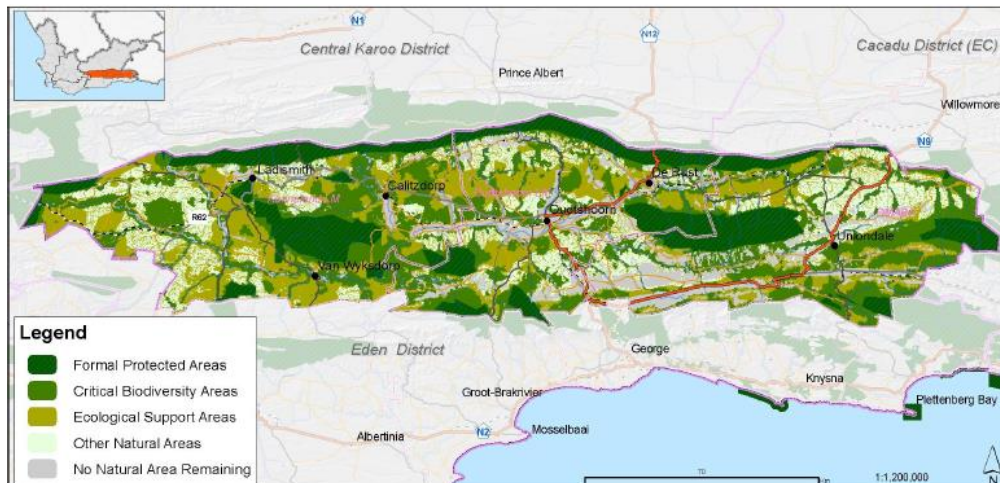 N1
N12
Central Karoo District
Cacadu District (EC)
Prince Albert
Willowmore
N9
Ladismith
De Rust
Calitzdorp
R62
Oudtshoorn
Uniondale
Van Wyksdorp
Legend
Formal Protected Areas
Critical Biodiversity Areas
Ecological Support Areas
Other Natural Areas
No Natural Area Remaining
Eden District
George
Groot-Brakrivier
Knysna
Plettenberg Bay
Albertinia
N2
Mosselbaai
70
1:1,200,000
N